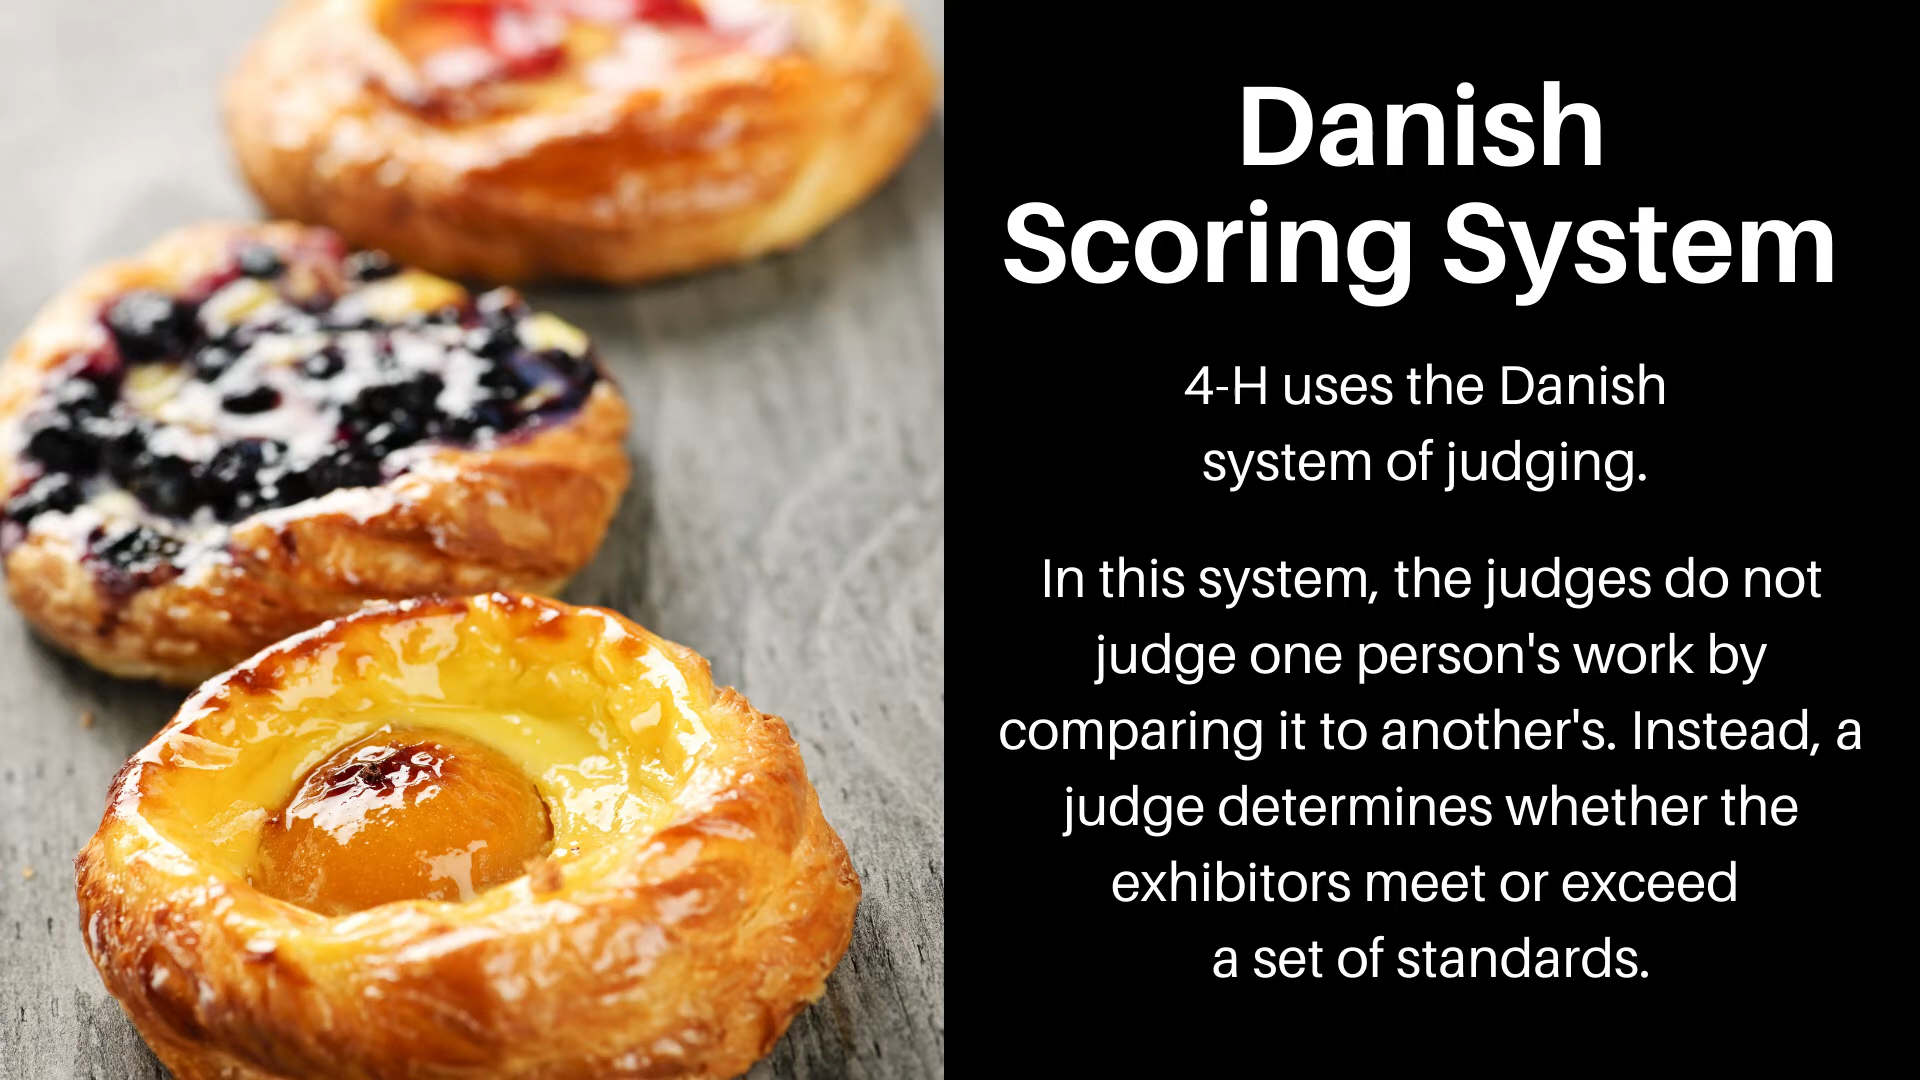 Danish
Scoring System
4-H uses the Danish
system of judging.
In this system, the judges do not
judge one person's work by
comparing it to another's. Instead, a
judge determines whether the
exhibitors meet or exceed
a set of standards.